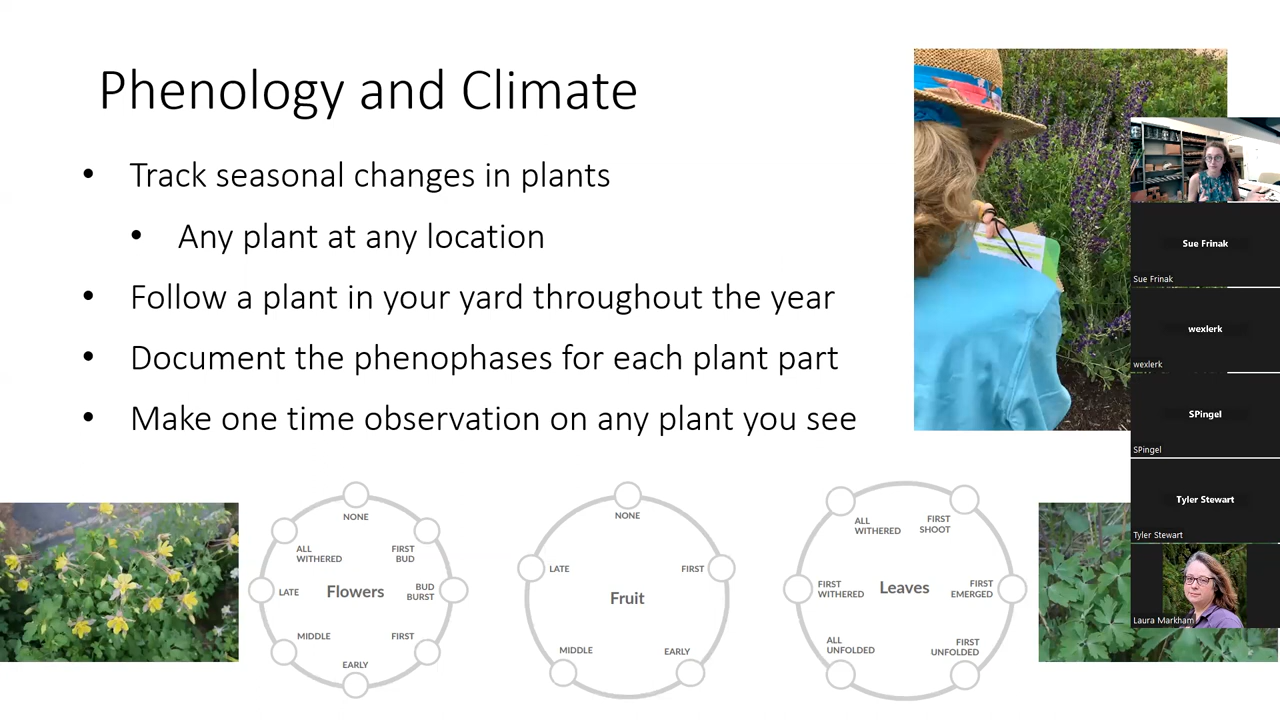 Phenology and Climate
• Track seasonal changes in plants
• Any plant at any location
• Follow a plant in your yard throughout the year
• Document the phenophases for each plant part
• Make one time observation on any plant you see
NONE
ALL
WITHERED
FIRST
BUD
LATE
Flowers
BUD
BURST
MIDDLE
FIRST
EARLY
NONE
LATE
FIRST
Fruit
MIDDLE
EARLY
ALL
WITHERED
FIRST
SHOOT
FIRST
WITHERED
Leaves
FIRST
EMERGED
ALL
UNFOLDED
FIRST
UNFOLDED
Sue Frinak
Sue Frinak
wexlerk
wexlerk
SPingel
SPingel
Tyler Stewart
Tyler Stewart
Laura Markham